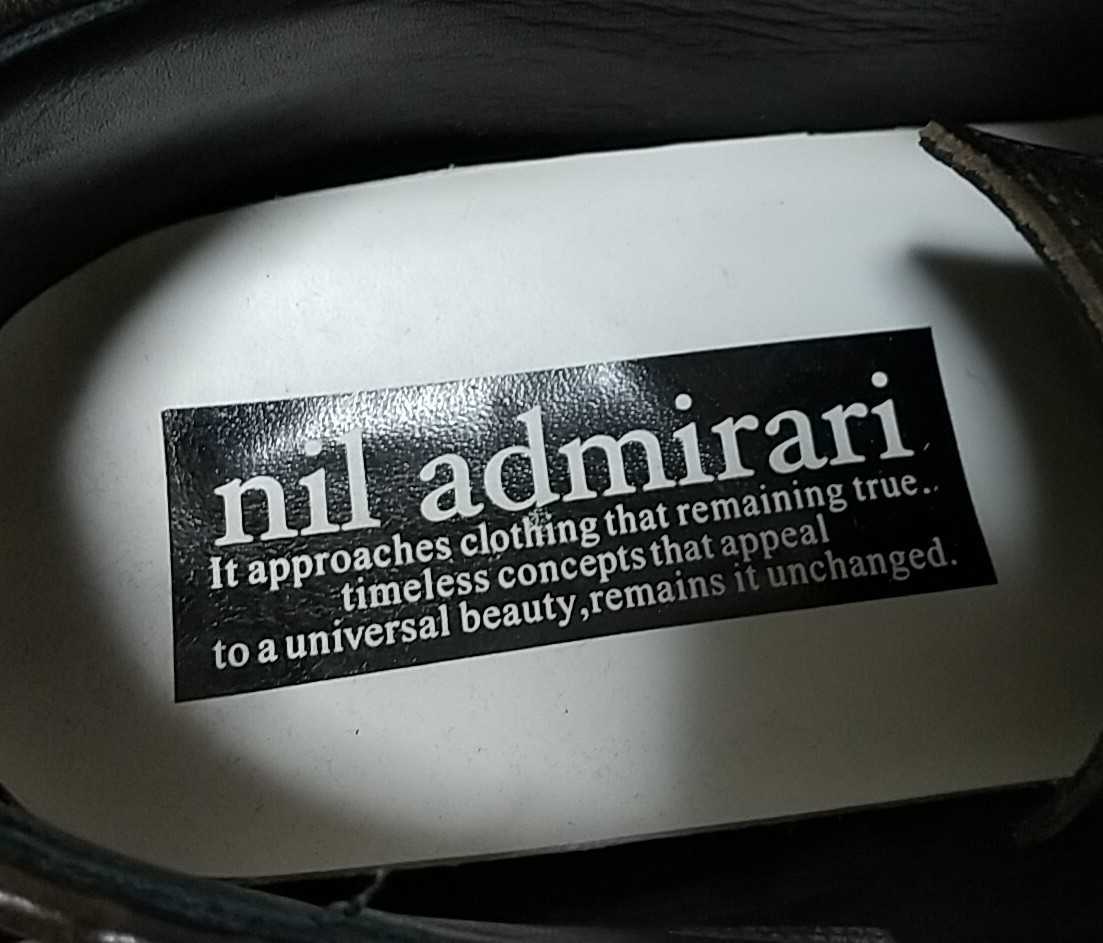 nil admirari
It approaches clothing that remaining true..
timeless concepts that appeal
to a universal beauty,remains it unchanged.